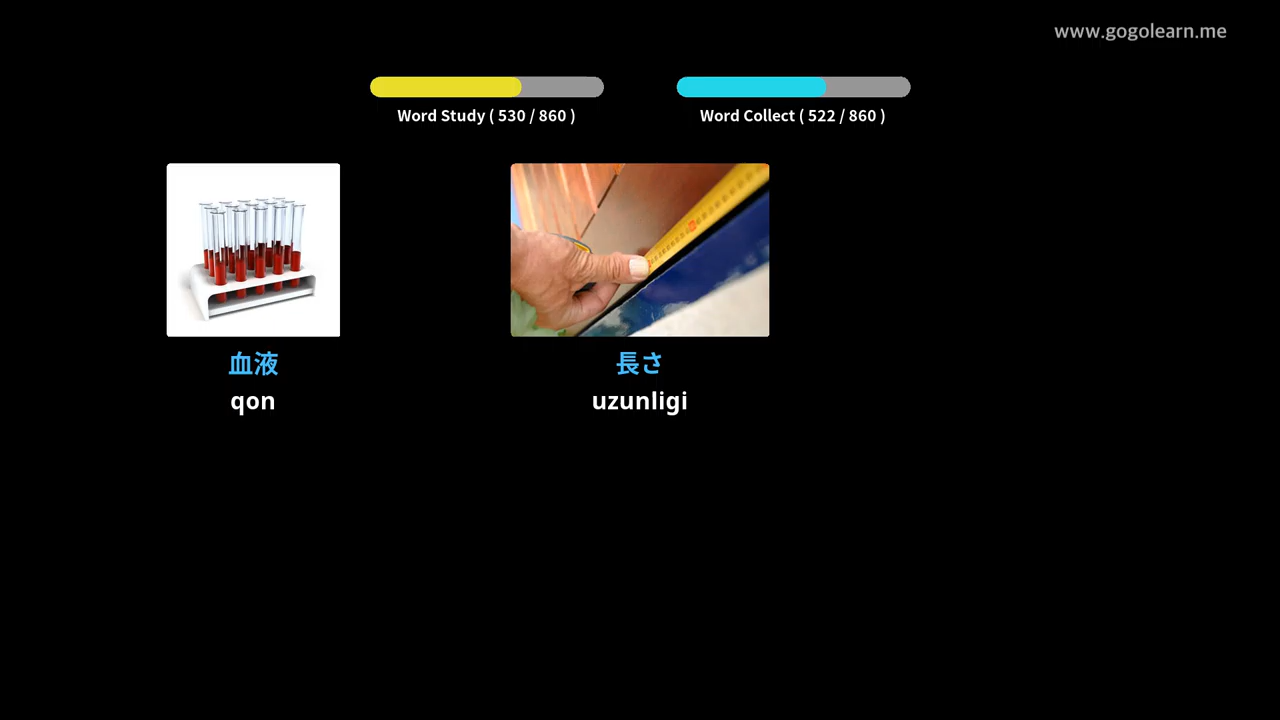 www.gogolearn.me
Word Study ( 530 / 860 )
Word Collect ( 522 / 860 )
血液
qon
長さ
uzunligi